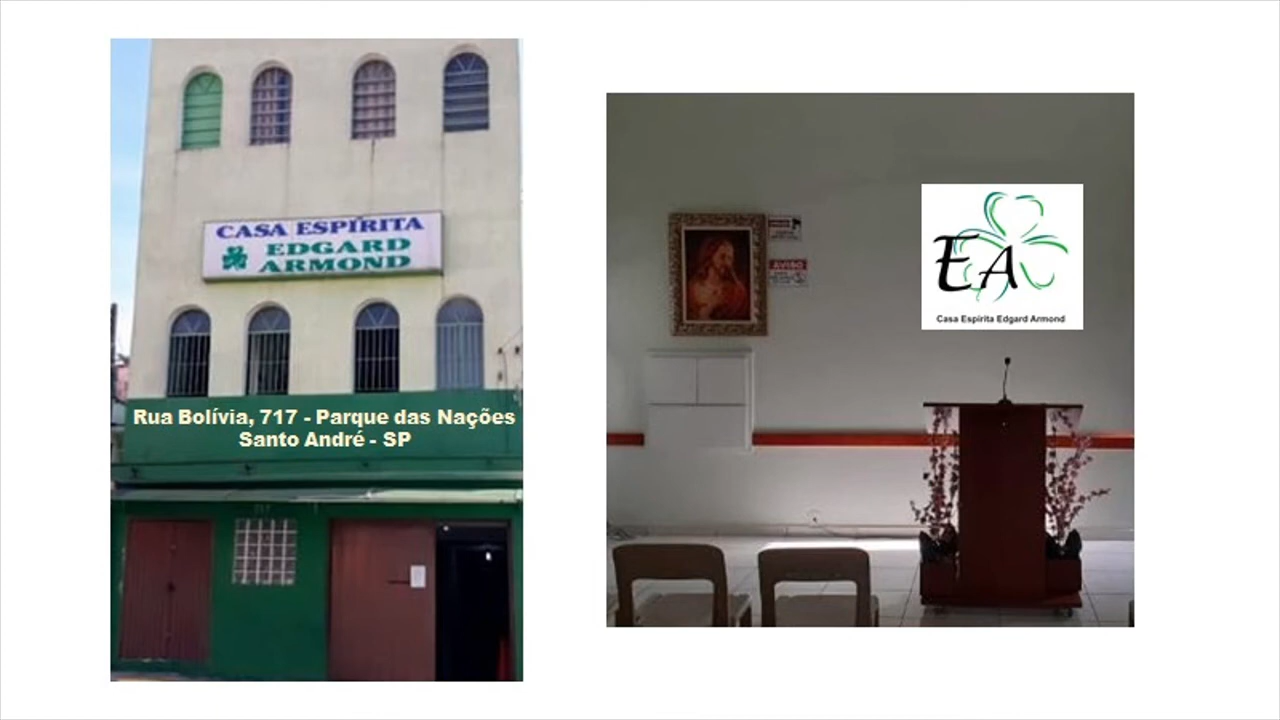 CASA ESPÍRITA
EDGARD
ARMOND
Rua Bolívia, 717 - Parque das Nações
Santo André - SP
717
AVISO
EA
Casa Espírita Edgard Armond